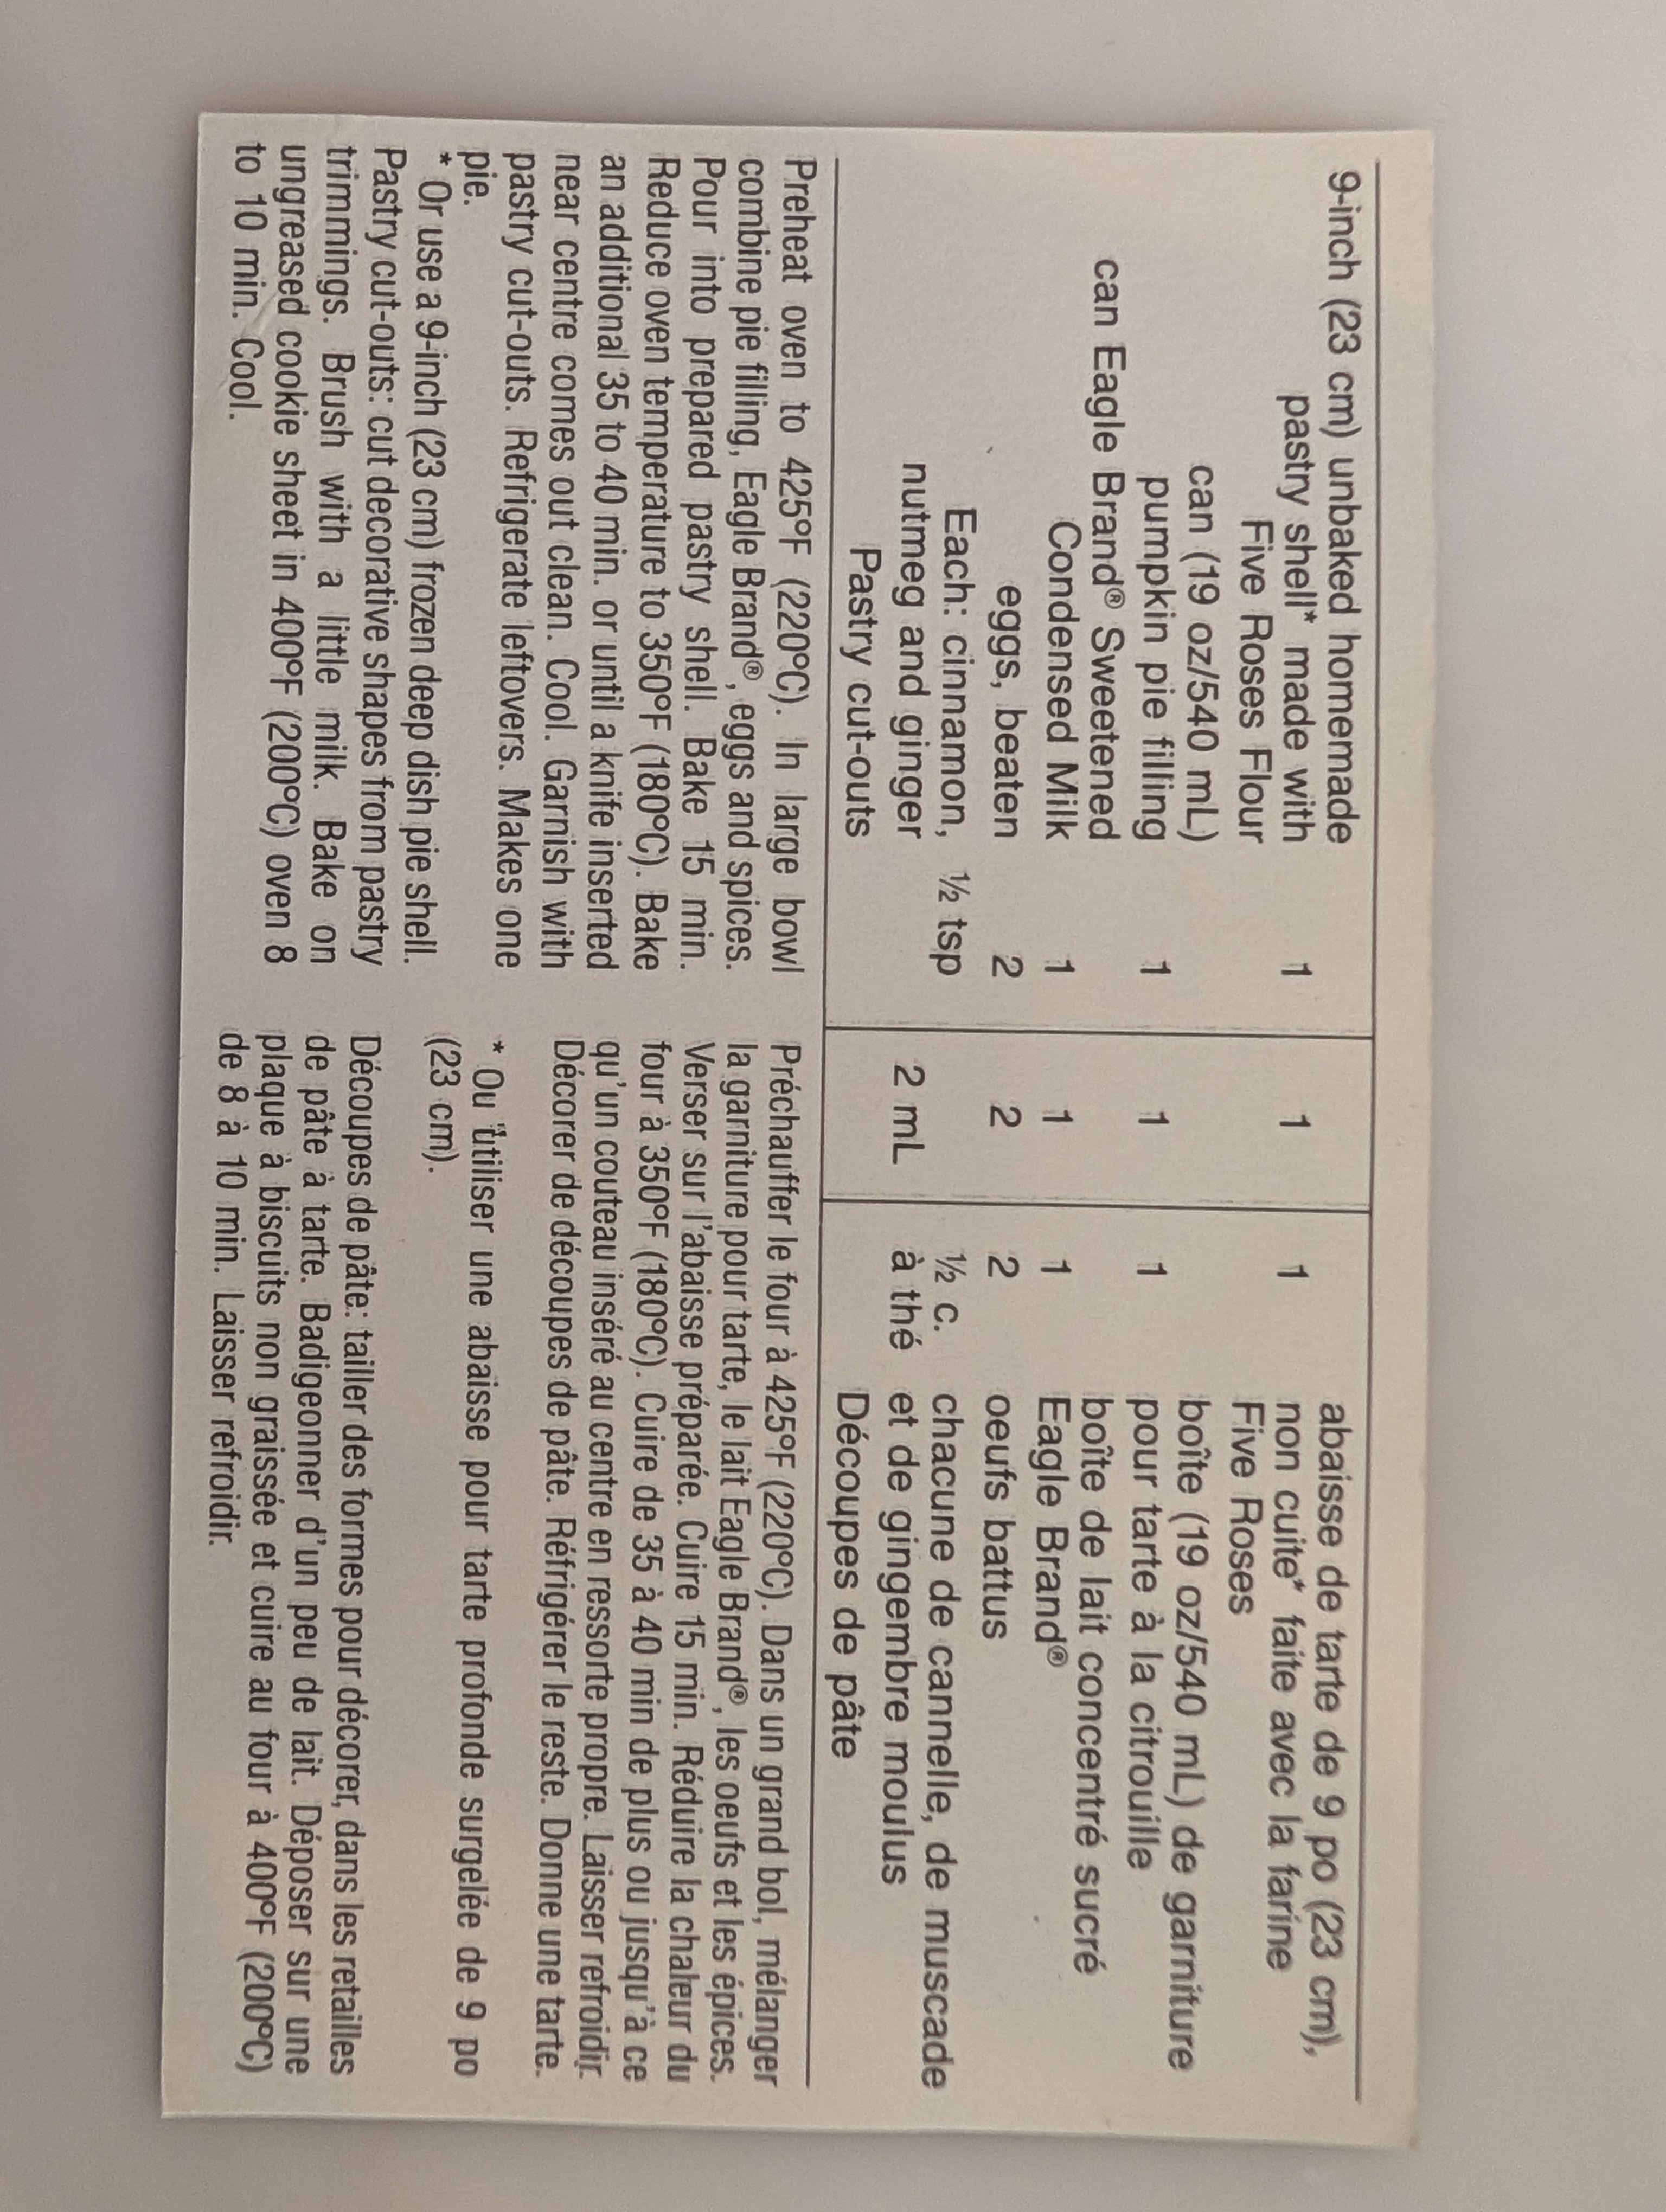 9-inch (23 cm) unbaked homemade
pastry shell* made with
Five Roses Flour 1 1 1
can (19 oz/540 mL)
pumpkin pie filling 1 1 1
can Eagle Brand® Sweetened
Condensed Milk 1 1 1
eggs, beaten 2 2 2
Each: cinnamon, ½ tsp 2 mL ½ c.
nutmeg and ginger à thé
Pastry cut-outs
abaisse de tarte de 9 po (23 cm),
non cuite* faite avec la farine
Five Roses
boîte (19 oz/540 mL) de garniture
pour tarte à la citrouille
boîte de lait concentré sucré
Eagle Brand®
oeufs battus
chacune de cannelle, de muscade
et de gingembre moulus
Découpes de pâte
Preheat oven to 425°F (220°C). In large bowl
combine pie filling, Eagle Brand®, eggs and spices.
Pour into prepared pastry shell. Bake 15 min.
Reduce oven temperature to 350°F (180°C). Bake
an additional 35 to 40 min. or until a knife inserted
near centre comes out clean. Cool. Garnish with
pastry cut-outs. Refrigerate leftovers. Makes one
pie.
* Or use a 9-inch (23 cm) frozen deep dish pie shell.
Pastry cut-outs: cut decorative shapes from pastry
trimmings. Brush with a little milk. Bake on
ungreased cookie sheet in 400°F (200°C) oven 8
to 10 min. Cool.
Préchauffer le four à 425°F (220°C). Dans un grand bol, mélanger
la garniture pour tarte, le lait Eagle Brand®, les oeufs et les épices.
Verser sur l'abaisse préparée. Cuire 15 min. Réduire la chaleur du
four à 350°F (180°C). Cuire de 35 à 40 min de plus ou jusqu'à ce
qu'un couteau inséré au centre en ressorte propre. Laisser refroidir.
Décorer de découpes de pâte. Réfrigérer le reste. Donne une tarte.
* Ou utiliser une abaisse pour tarte profonde surgelée de 9 po
(23 cm).
Découpes de pâte: tailler des formes pour décorer, dans les retailles
de pâte à tarte. Badigeonner d'un peu de lait. Déposer sur une
plaque à biscuits non graissée et cuire au four à 400°F (200°C)
de 8 à 10 min. Laisser refroidir.